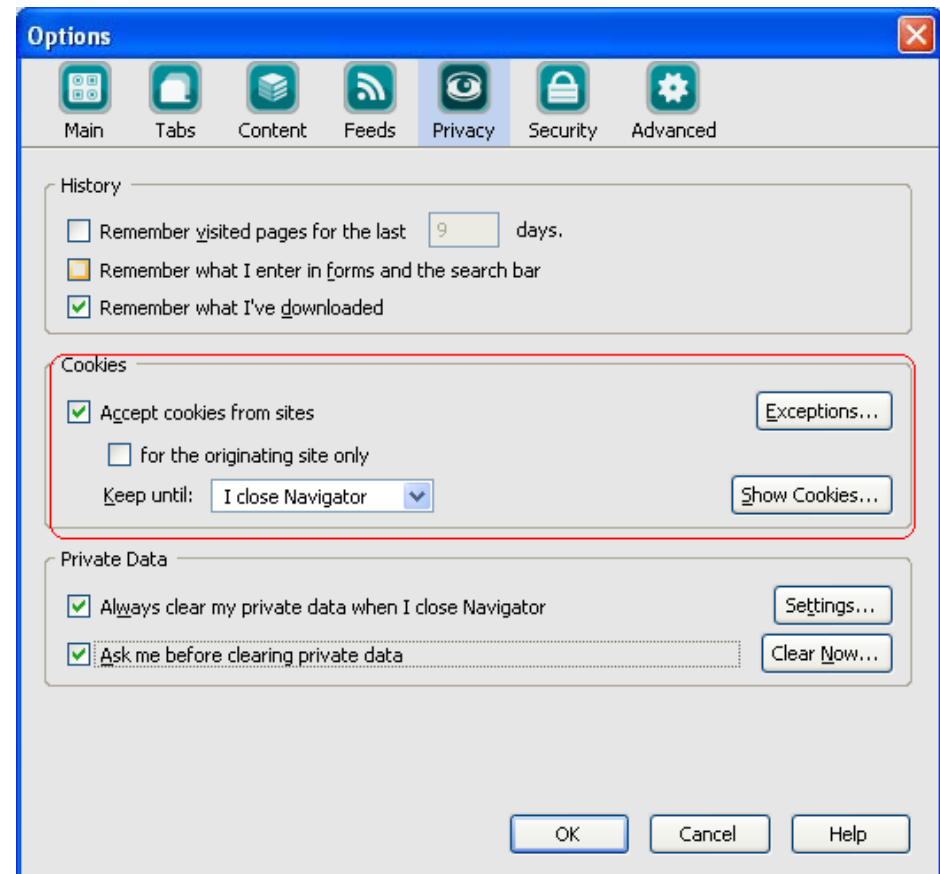 Options
Main Tabs Content Feeds Privacy Security Advanced
History
Remember visited pages for the last 9 days.
Remember what I enter in forms and the search bar
Remember what I've downloaded
Cookies
Accept cookies from sites Exceptions...
for the originating site only
Keep until: I close Navigator Show Cookies...
Private Data
Always clear my private data when I close Navigator Settings...
Ask me before clearing private data Clear Now...
OK Cancel Help